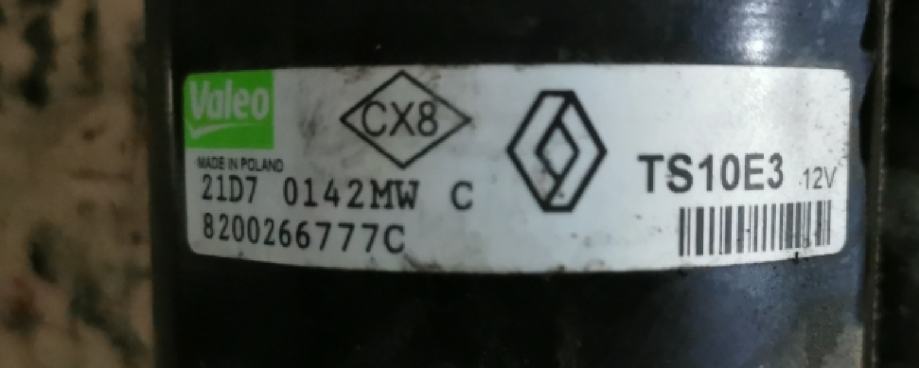 Valeo
CX8
MADE IN POLAND
TS10E3 12V
21D7 0142MW C
8200266777C